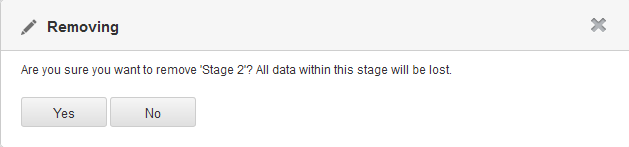 Removing
Are you sure you want to remove 'Stage 2'? All data within this stage will be lost.
Yes No